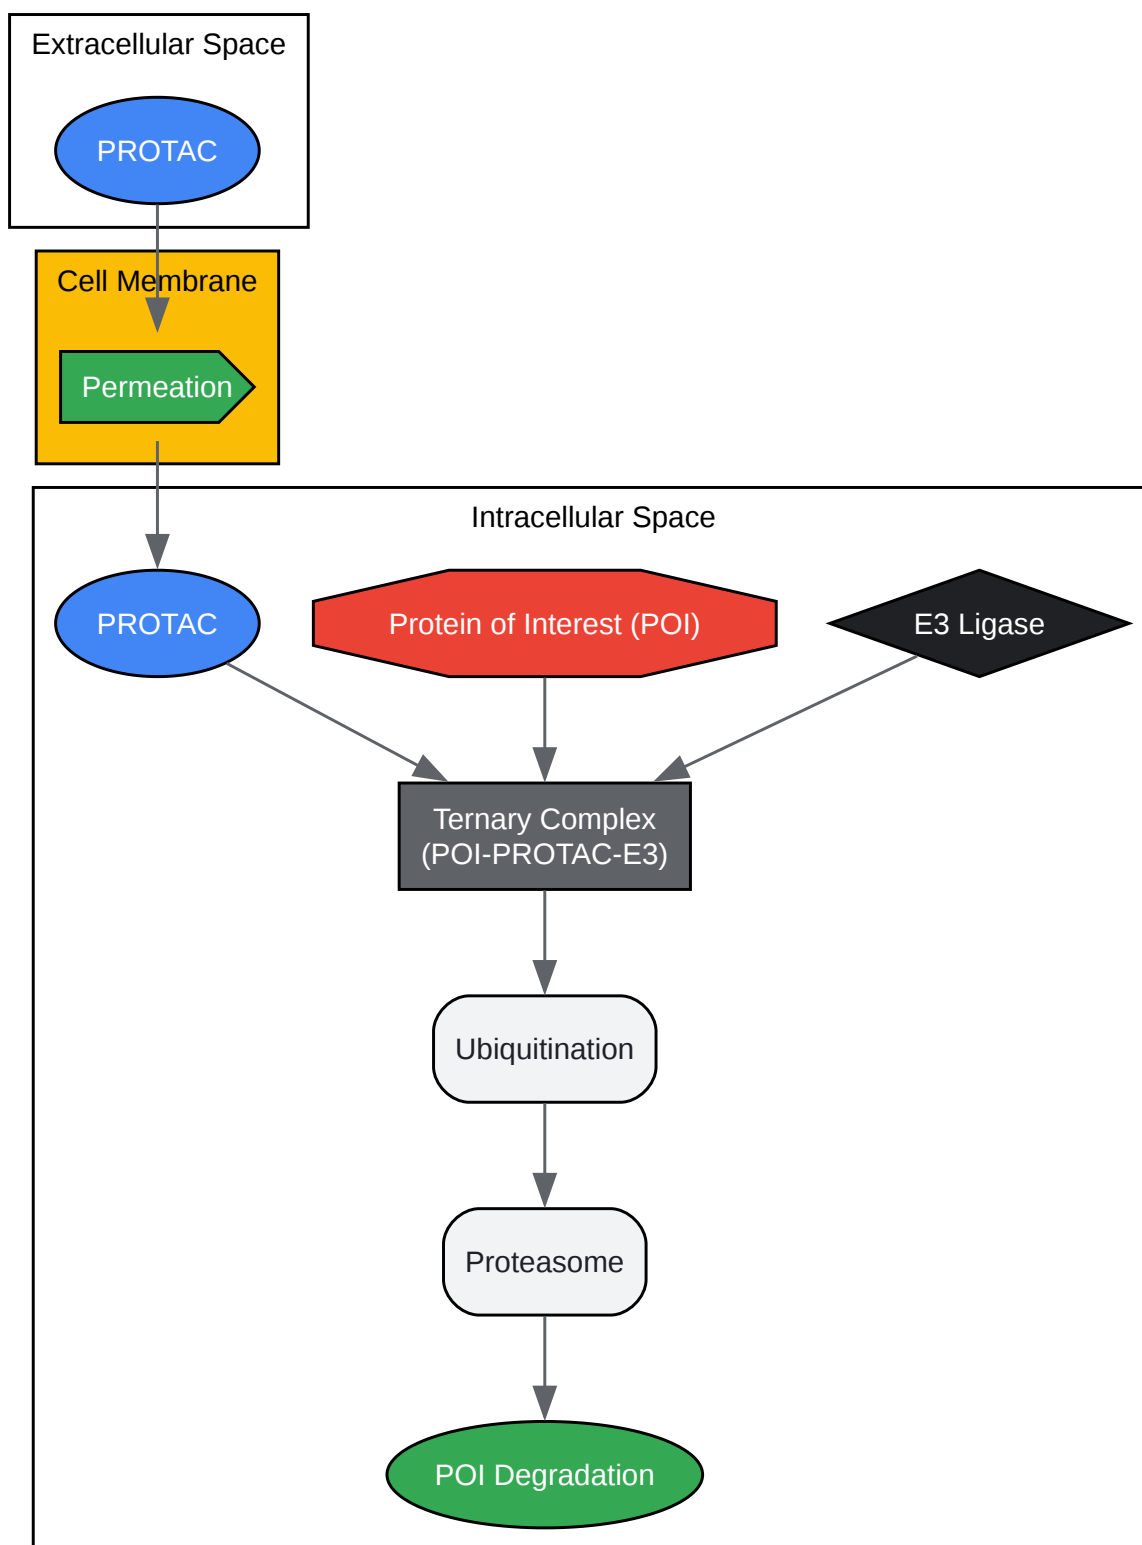 Extracellular Space
PROTAC
Cell Membrane
Permeation
Intracellular Space
PROTAC
Protein of Interest (POI)
E3 Ligase
Ternary Complex
(POI-PROTAC-E3)
Ubiquitination
Proteasome
POI Degradation